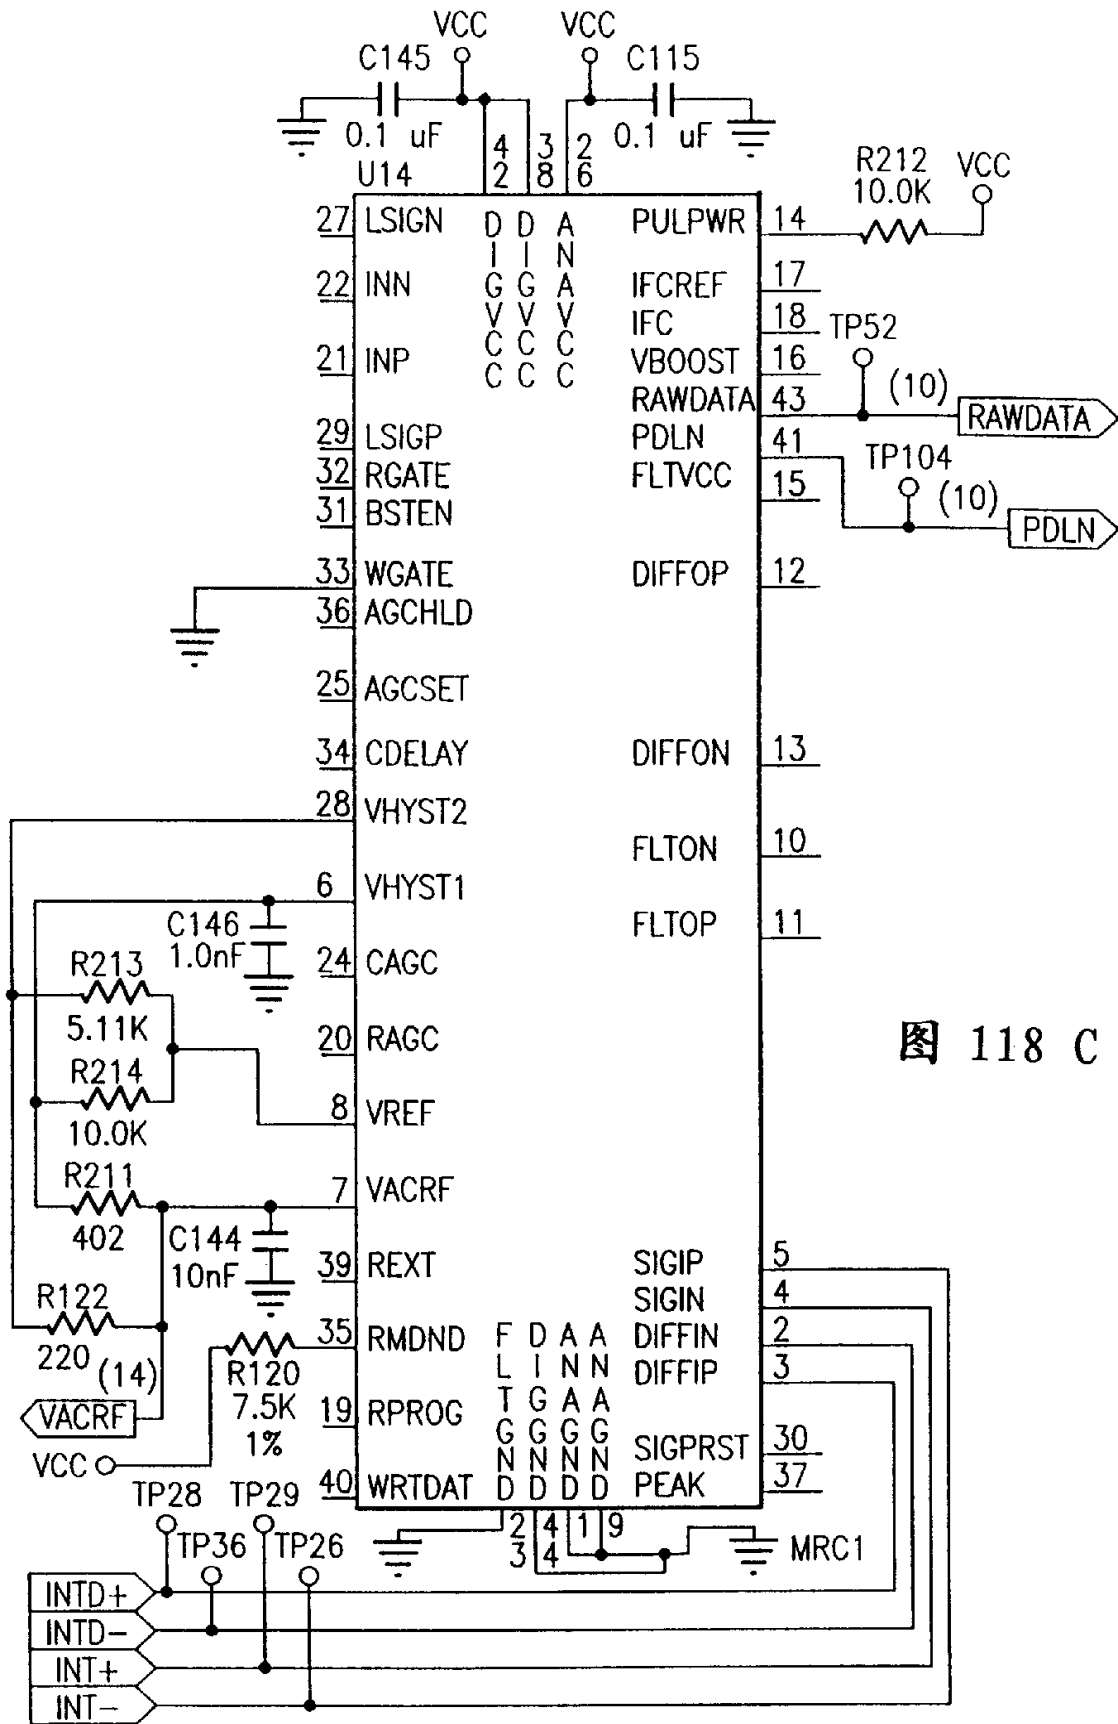 VCC VCC
C145 C115
0.1 uF 0.1 uF
4 3 2
2 8 6
U14
R212 VCC
10.0K
27 LSIGN
22 INN
21 INP
29 LSIGP
32 RGATE
31 BSTEN
33 WGATE
36 AGCHLD
25 AGCSET
34 CDELAY
28 VHYST2
6 VHYST1
24 CAGC
20 RAGC
8 VREF
7 VACRF
39 REXT
35 RMDND
19 RPROG
40 WRTDAT
DIGVCC
DIGVCC
ANAVCC
PULPWR 14
IFCREF 17
IFC 18
VBOOST 16
RAWDATA 43
PDLN 41
FLTVCC 15
DIFFOP 12
DIFFON 13
FLTON 10
FLTOP 11
SIGIP 5
SIGIN 4
DIFFIN 2
DIFFIP 3
SIGPRST 30
PEAK 37
TP52
(10)
RAWDATA
TP104
(10)
PDLN
C146
1.0nF
R213
5.11K
R214
10.0K
R211
402
C144
10nF
R122
220
(14)
VACRF
R120
7.5K
1%
VCC
FLTGND
DIGGND
ANAGND
ANAGND
2 4 1 9
3 4
MRC1
图 118 C
TP28 TP29
TP36 TP26
INTD+
INTD-
INT+
INT-